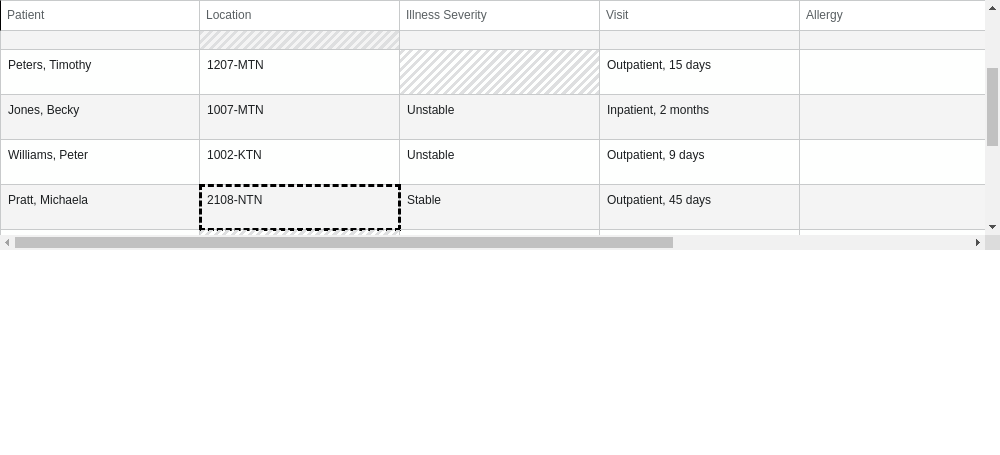 Patient Location Illness Severity Visit Allergy
Peters, Timothy 1207-MTN Outpatient, 15 days
Jones, Becky 1007-MTN Unstable Inpatient, 2 months
Williams, Peter 1002-KTN Unstable Outpatient, 9 days
Pratt, Michaela 2108-NTN Stable Outpatient, 45 days